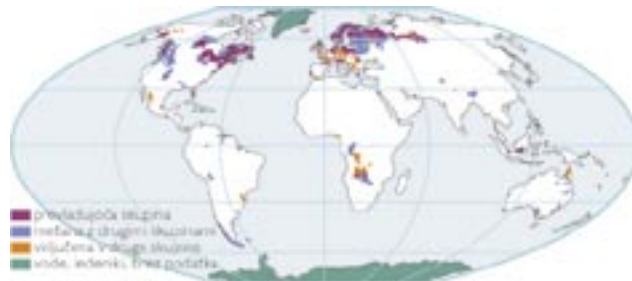 prevladujoča skupina
mešana z drugimi skupinami
vključena v druge skupine
vode, ledeniki, brez podatka